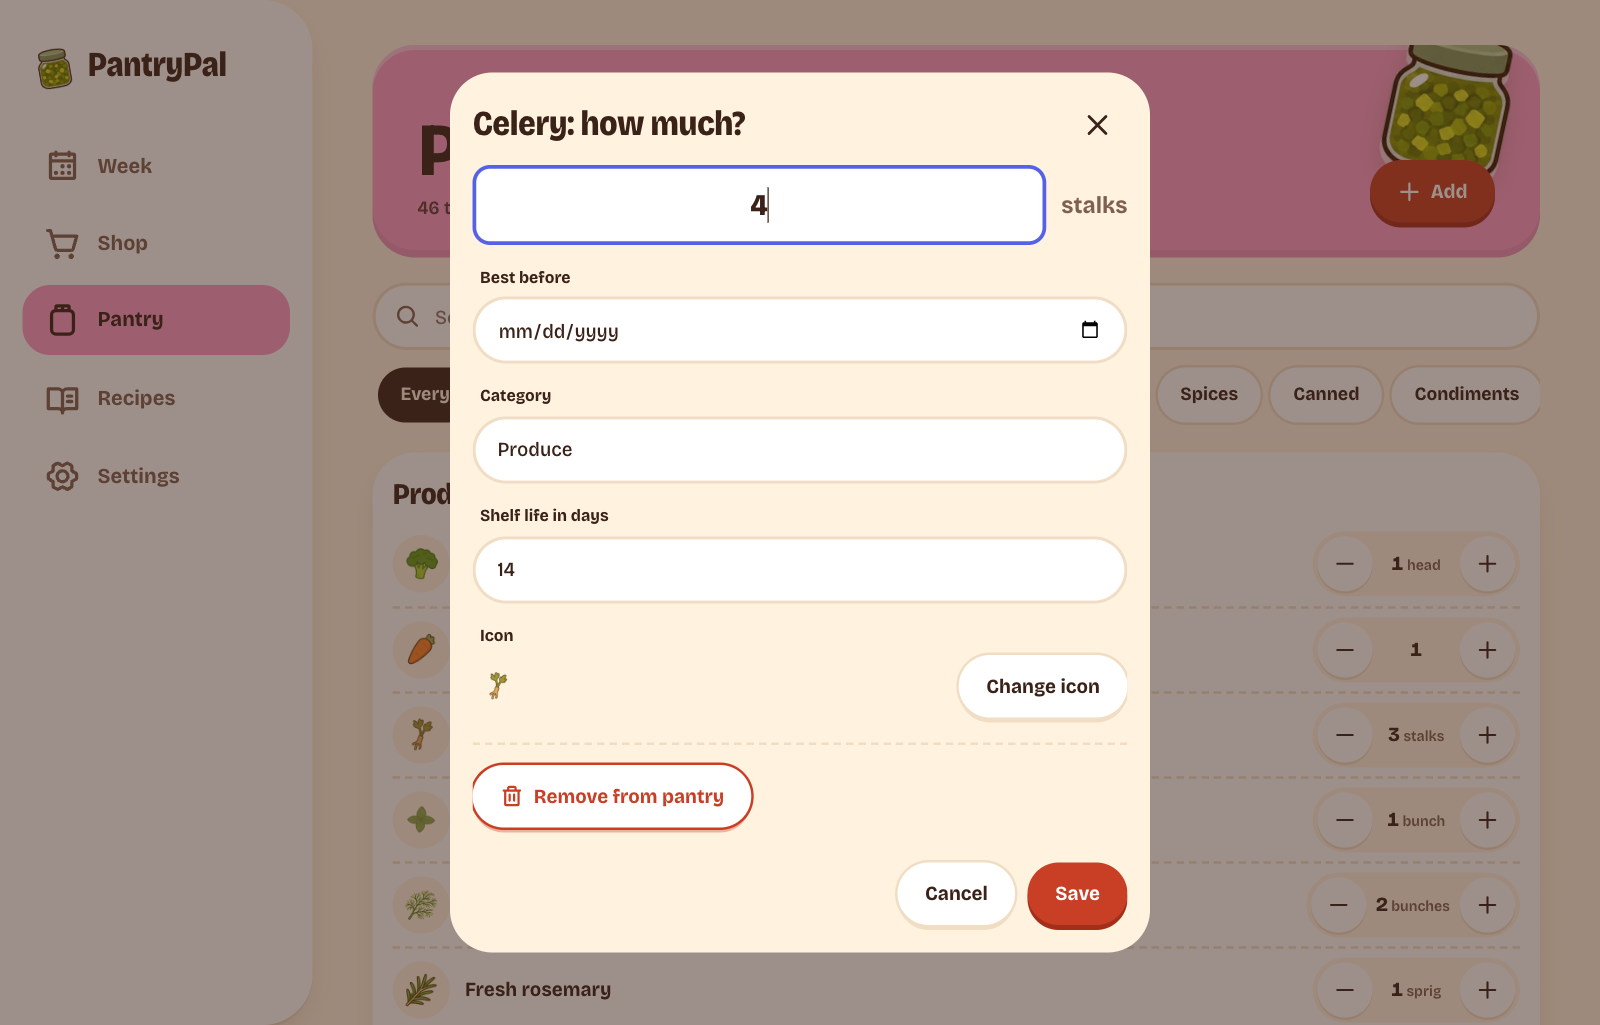 PantryPal
Week
Shop
Pantry
Recipes
Settings
46
Add
Spices
Canned
Condiments
1 head
1
3 stalks
1 bunch
2 bunches
Fresh rosemary
1 sprig
Celery: how much?
4
stalks
Best before
mm/dd/yyyy
Category
Produce
Shelf life in days
14
Icon
Change icon
Remove from pantry
Cancel
Save